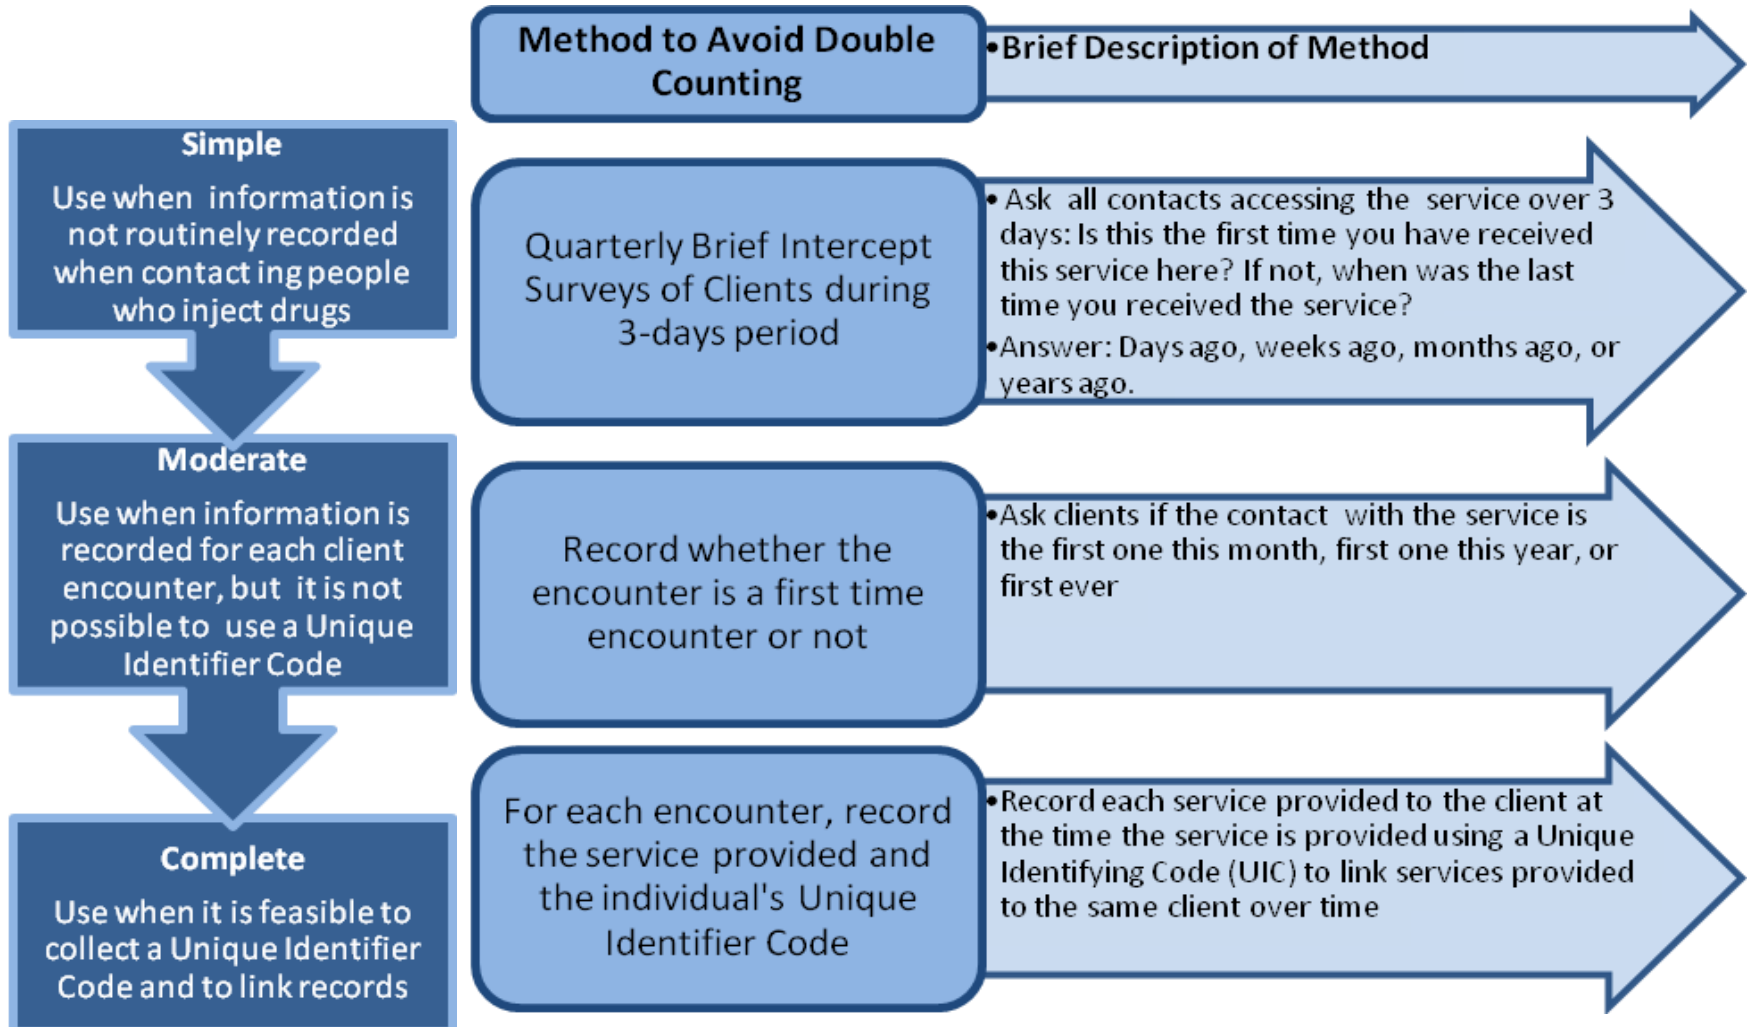 Method to Avoid Double
Counting
•Brief Description of Method
Simple
Use when information is
not routinely recorded
when contact ing people
who inject drugs
Quarterly Brief Intercept
Surveys of Clients during
3-days period
• Ask all contacts accessing the service over 3
days: Is this the first time you have received
this service here? If not, when was the last
time you received the service?
•Answer: Days ago, weeks ago, months ago, or
years ago.
Moderate
Use when information is
recorded for each client
encounter, but it is not
possible to use a Unique
Identifier Code
Record whether the
encounter is a first time
encounter or not
•Ask clients if the contact with the service is
the first one this month, first one this year, or
first ever
Complete
Use when it is feasible to
collect a Unique Identifier
Code and to link records
For each encounter, record
the service provided and
the individual's Unique
Identifier Code
•Record each service provided to the client at
the time the service is provided using a Unique
Identifying Code (UIC) to link services provided
to the same client over time